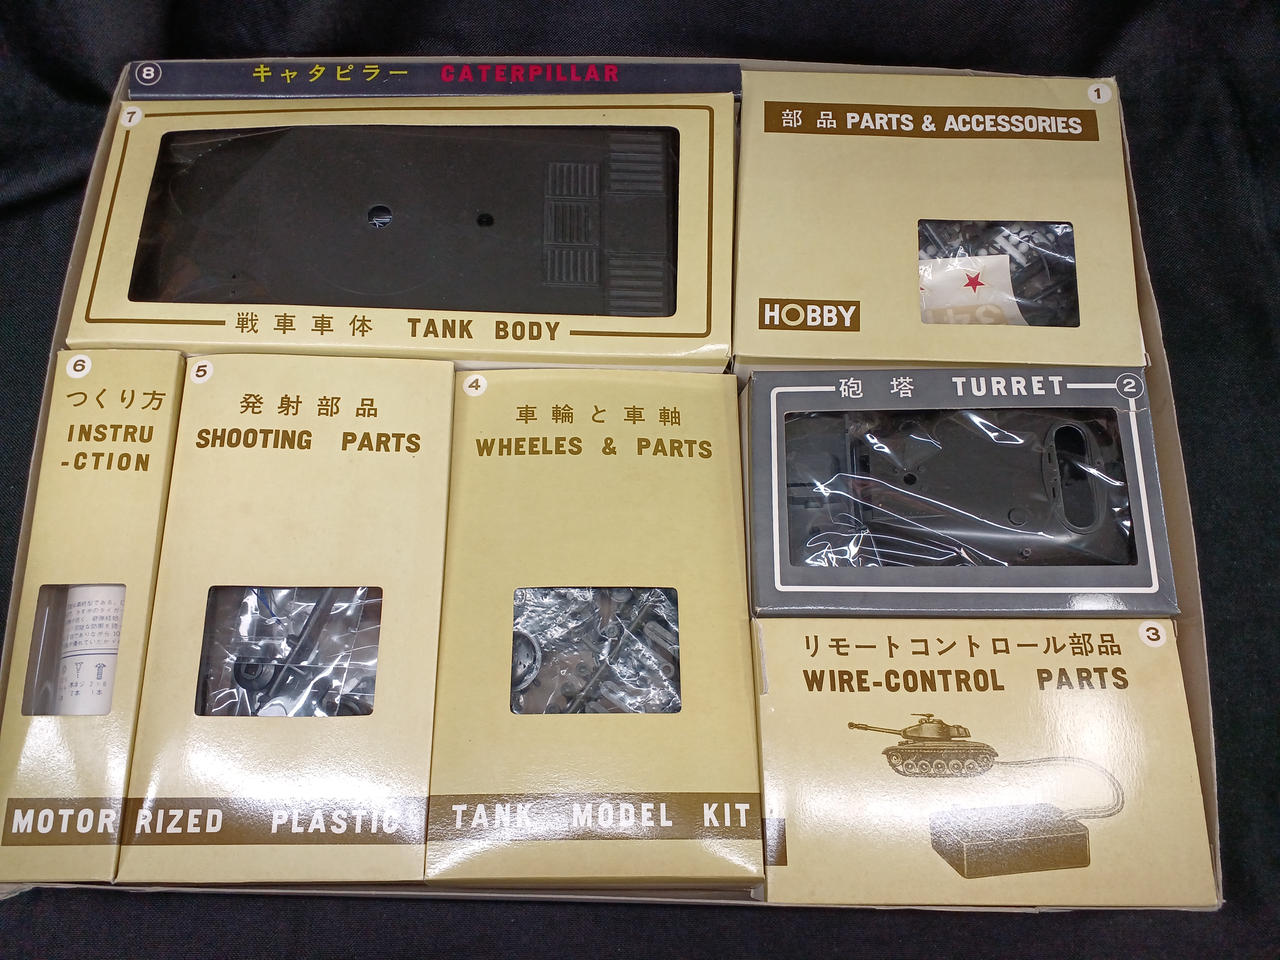 8
キャタピラー CATERPILLAR
7
戦車車体 TANK BODY
1
部品 PARTS & ACCESSORIES
HOBBY
6
つくり方
INSTRU
-CTION
5
発射部品
SHOOTING PARTS
4
車輪と車軸
WHEELES & PARTS
砲塔 TURRET
2
リモートコントロール部品
3
WIRE-CONTROL PARTS
MOTOR RIZED PLASTIC TANK MODEL KIT